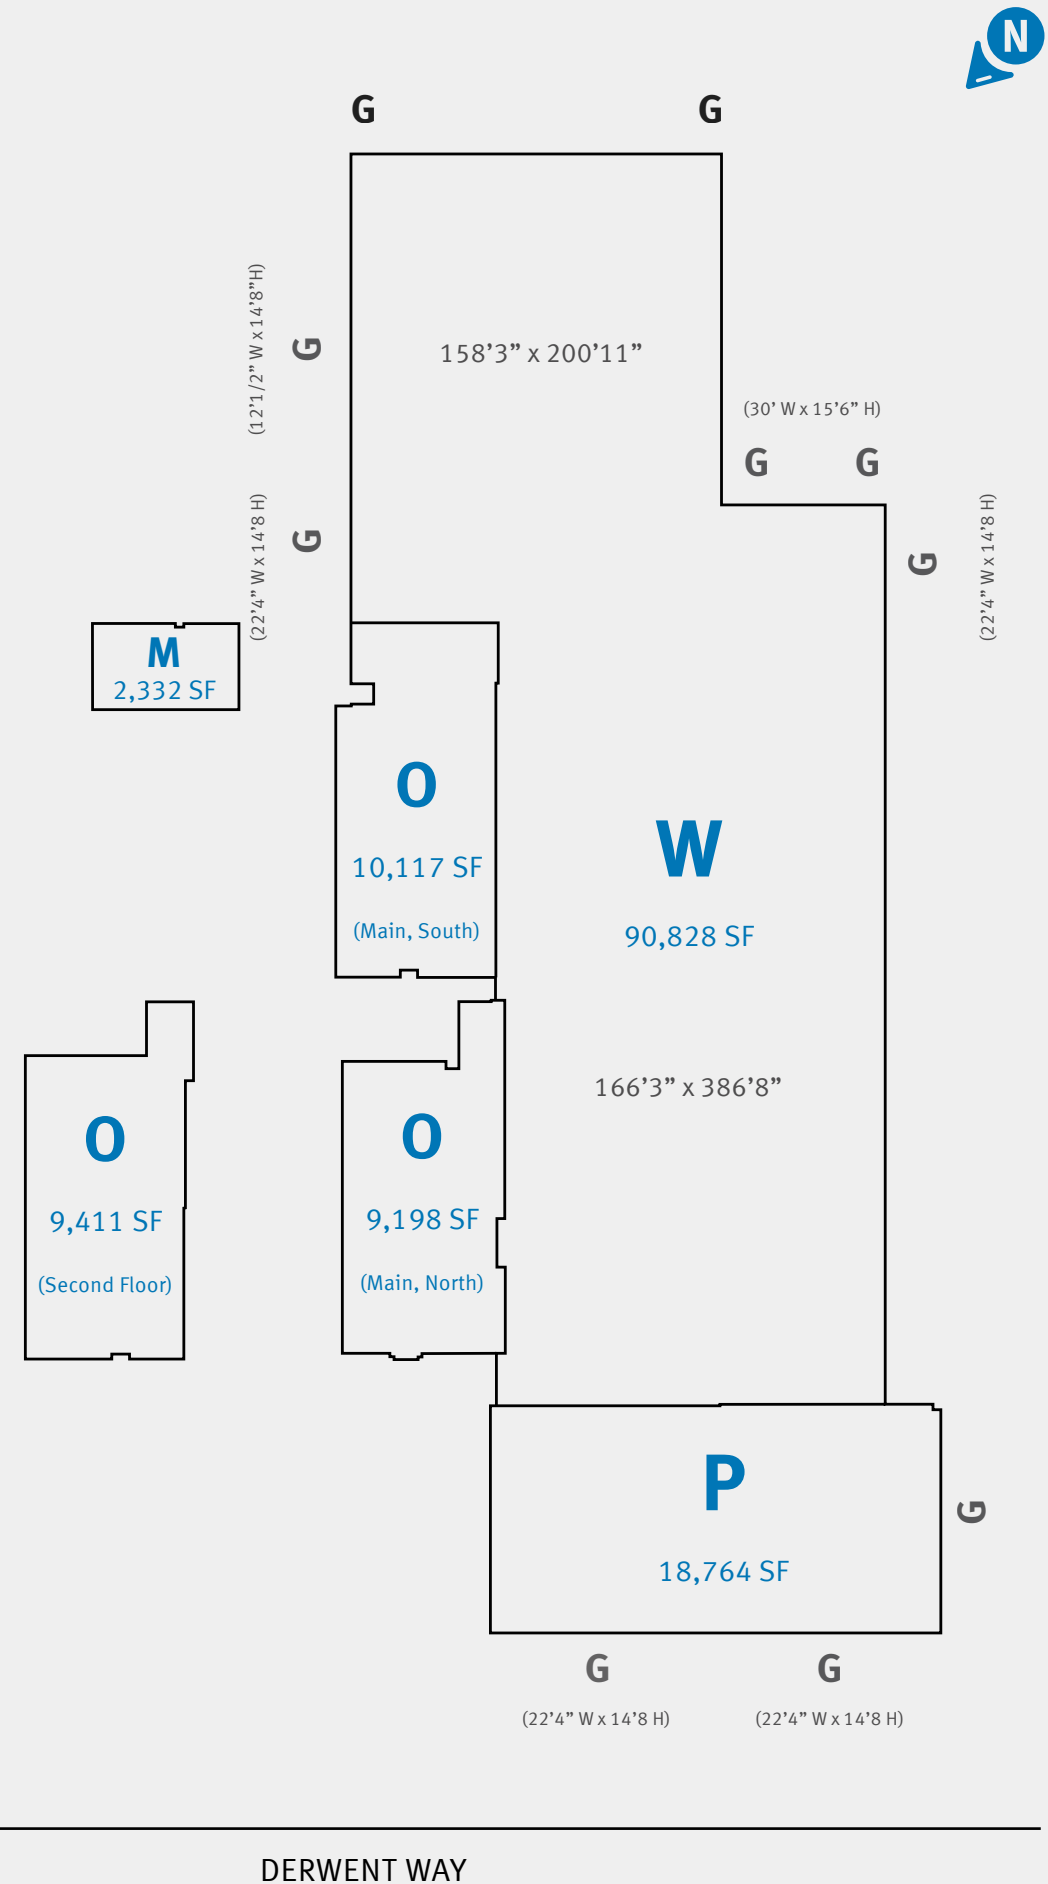 N
G G
(12'1/2” W x 14'8”H)
G
158’3” x 200’11”
(30’ W x 15’6” H)
G G
(22’4” W x 14’8 H)
G
G
(22’4” W x 14’8 H)
M
2,332 SF
O
10,117 SF
(Main, South)
W
90,828 SF
166’3” x 386’8”
O
9,411 SF
(Second Floor)
O
9,198 SF
(Main, North)
P
18,764 SF
G
G G
(22’4” W x 14’8 H) (22’4” W x 14’8 H)
DERWENT WAY